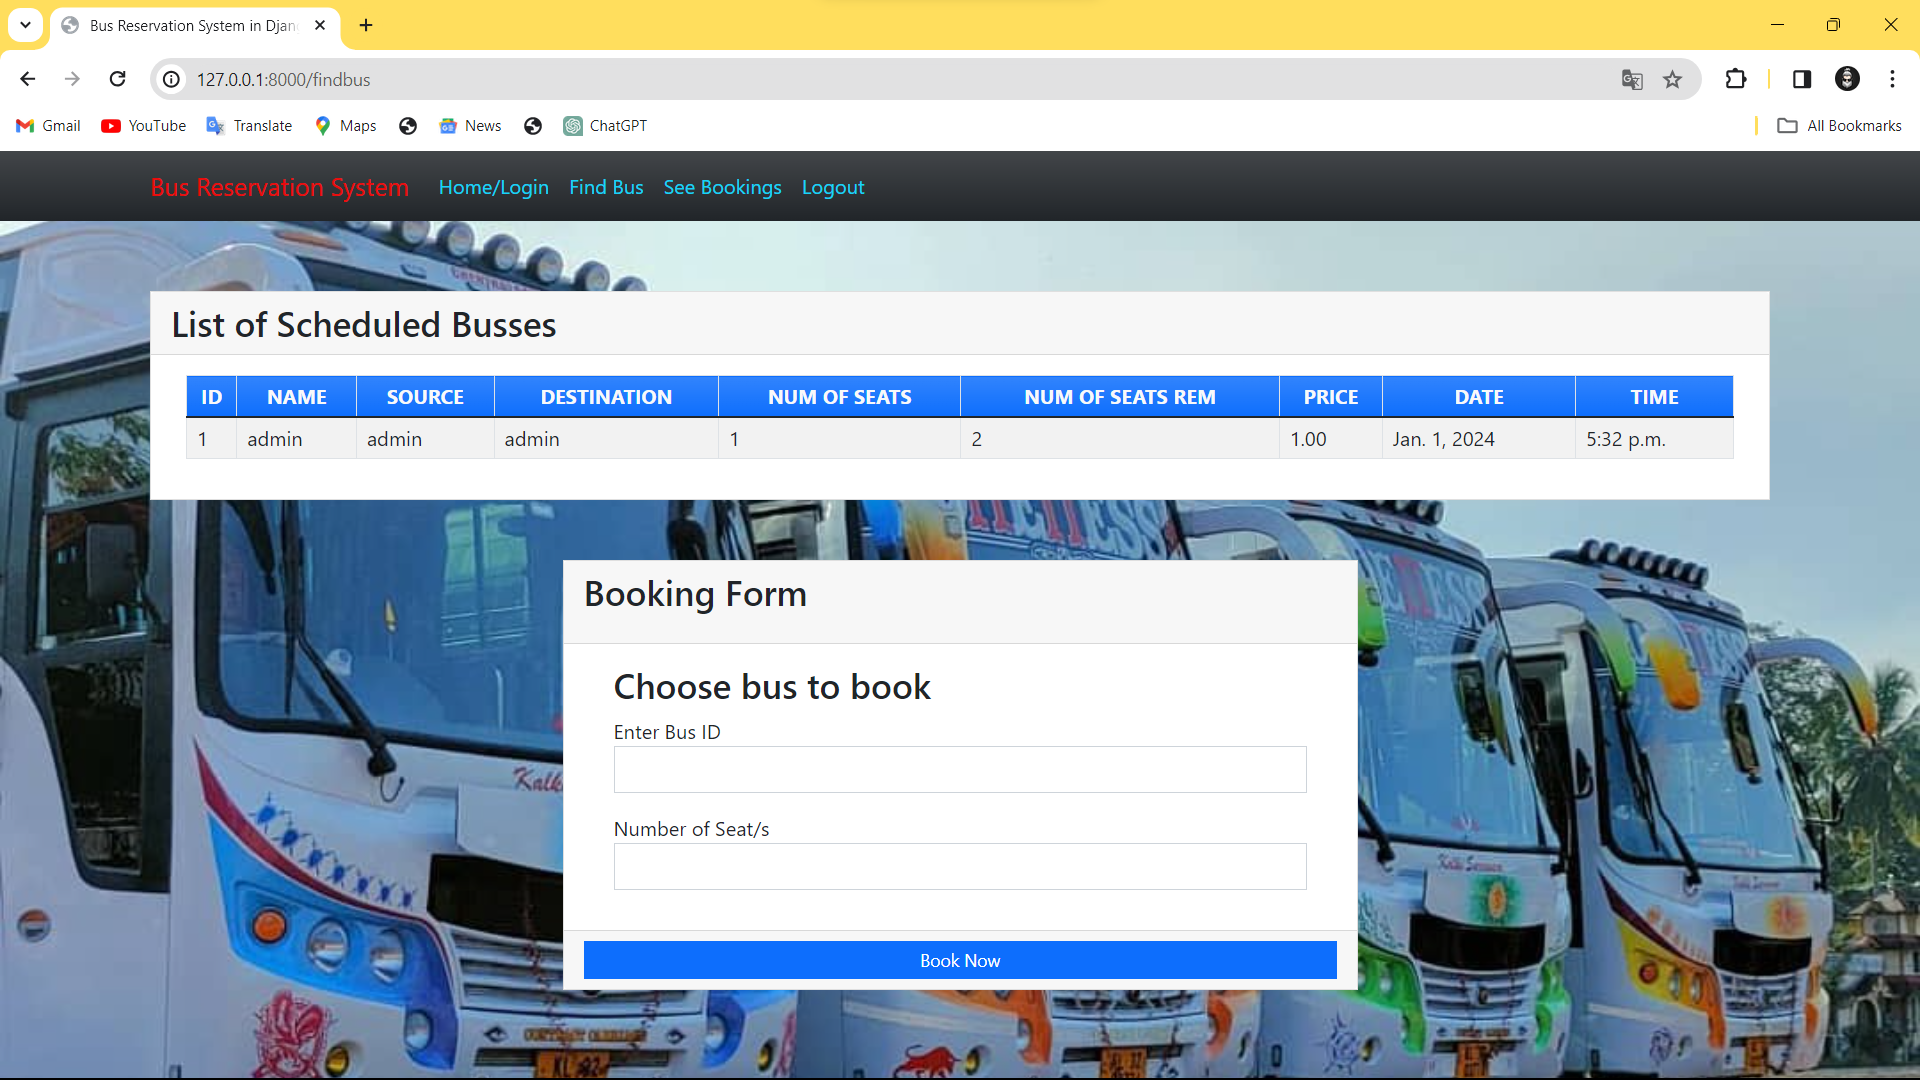 Bus Reservation System in Djan
127.0.0.1:8000/findbus
Gmail YouTube Translate Maps News ChatGPT All Bookmarks
Bus Reservation System Home/Login Find Bus See Bookings Logout
List of Scheduled Busses
ID NAME SOURCE DESTINATION NUM OF SEATS NUM OF SEATS REM PRICE DATE TIME
1 admin admin admin 1 2 1.00 Jan. 1, 2024 5:32 p.m.
Booking Form
Choose bus to book
Enter Bus ID
Number of Seat/s
Book Now
CONTRACT CARRIAGE